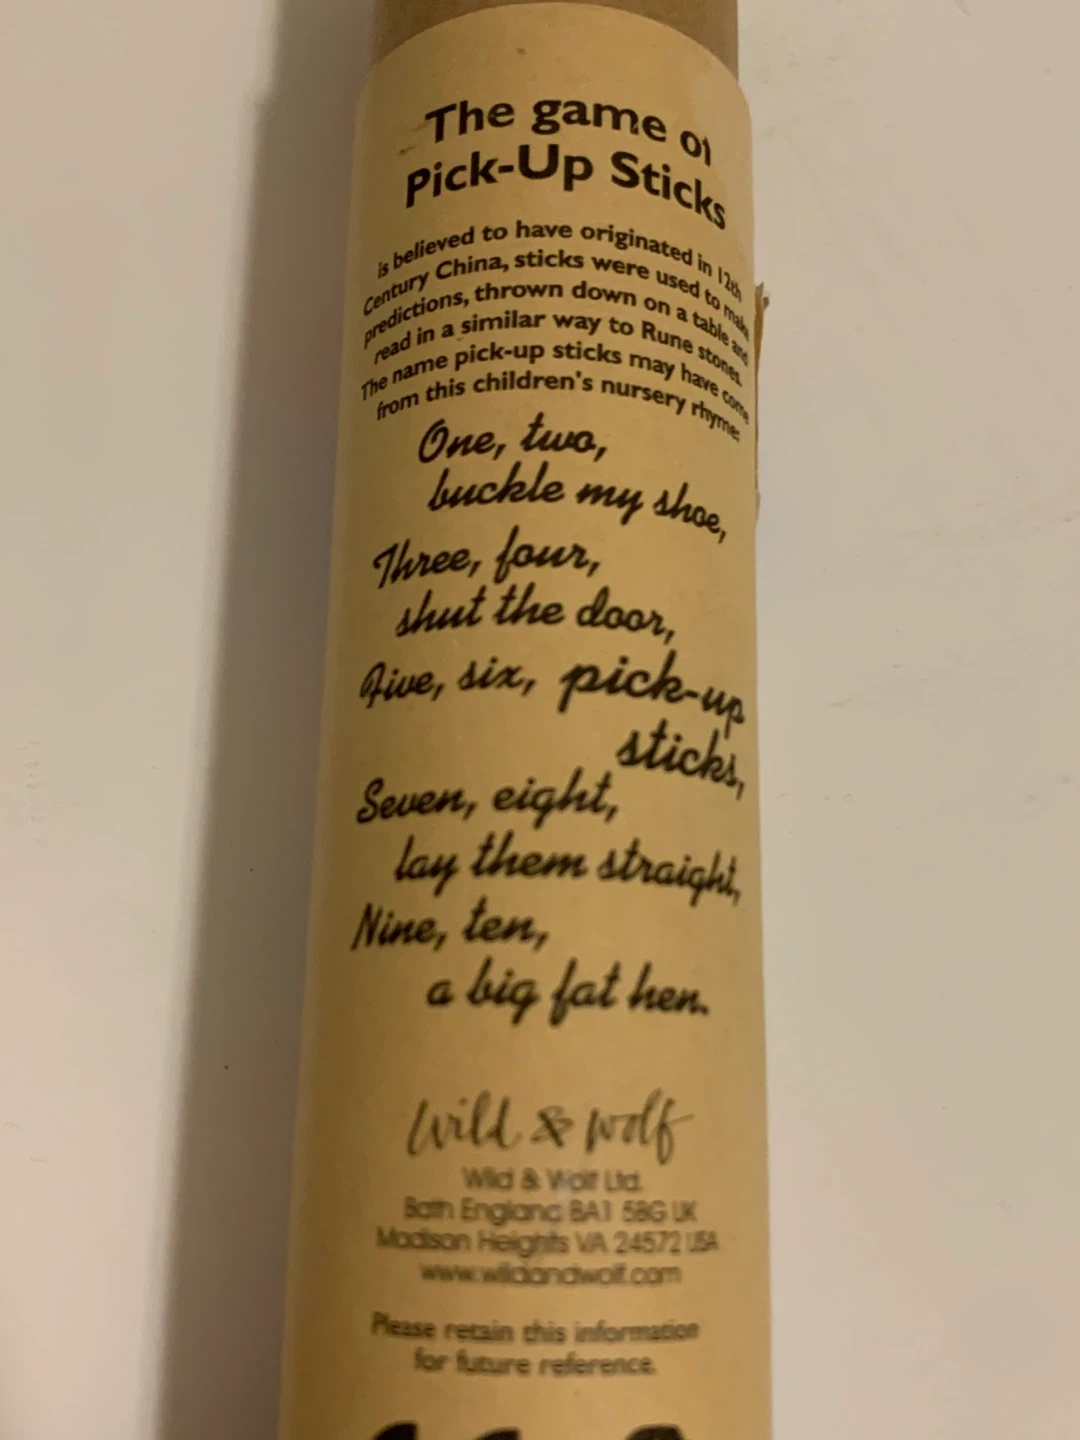 The game of
Pick-Up Sticks
is believed to have originated in 12th
Century China, sticks were used to make
predictions, thrown down on a table and
read in a similar way to Rune stones.
The name pick-up sticks may have come
from this children's nursery rhyme:
One, two,
buckle my shoe,
Three, four,
shut the door,
Five, six, pick-up
sticks,
Seven, eight,
lay them straight,
Nine, ten,
a big fat hen.
wild & wolf
Wild & Wolf Ltd.
Bath England BA1 5BG UK
Madison Heights VA 24572 USA
www.wildandwolf.com
Please retain this information
for future reference.